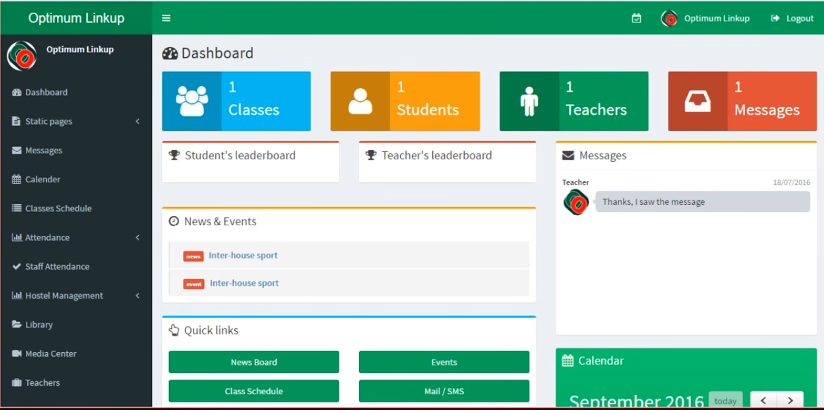 Optimum Linkup
Optimum Linkup
Logout
Optimum Linkup
Dashboard
Static pages
Messages
Calender
Classes Schedule
Attendance
Staff Attendance
Hostel Management
Library
Media Center
Teachers
Dashboard
1
Classes
1
Students
1
Teachers
1
Messages
Student's leaderboard
Teacher's leaderboard
News & Events
news Inter-house sport
event Inter-house sport
Quick links
News Board
Events
Class Schedule
Mail / SMS
Messages
Teacher 18/07/2016
Thanks, I saw the message
Calendar
September 2016 today